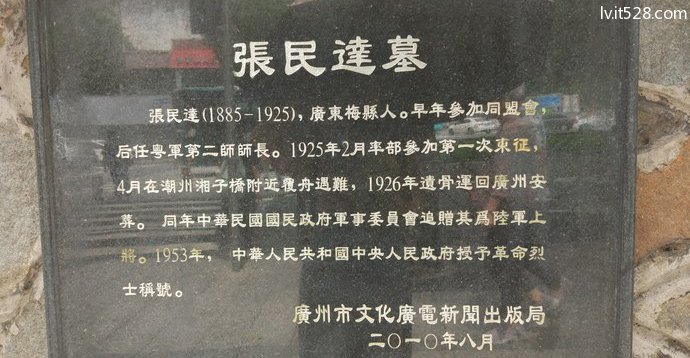 lvit528.com
張民達墓
張民達(1885-1925)，廣東梅縣人。早年參加同盟會，
后任粤軍第二師師長。1925年2月率部參加第一次東征，
4月在潮州湘子橋附近覆舟遇難，1926年遺骨運回廣州安
葬。同年中華民國國民政府軍事委員會追贈其爲陸軍上
將。1953年，中華人民共和國中央人民政府授予革命烈
士稱號。
廣州市文化廣電新聞出版局
二〇一〇年八月